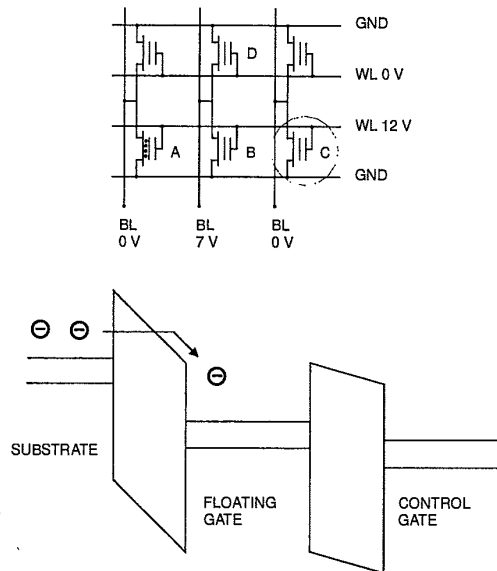 GND
D
WL 0 V
WL 12 V
A
B
C
GND
BL
0 V
BL
7 V
BL
0 V
SUBSTRATE
FLOATING
GATE
CONTROL
GATE